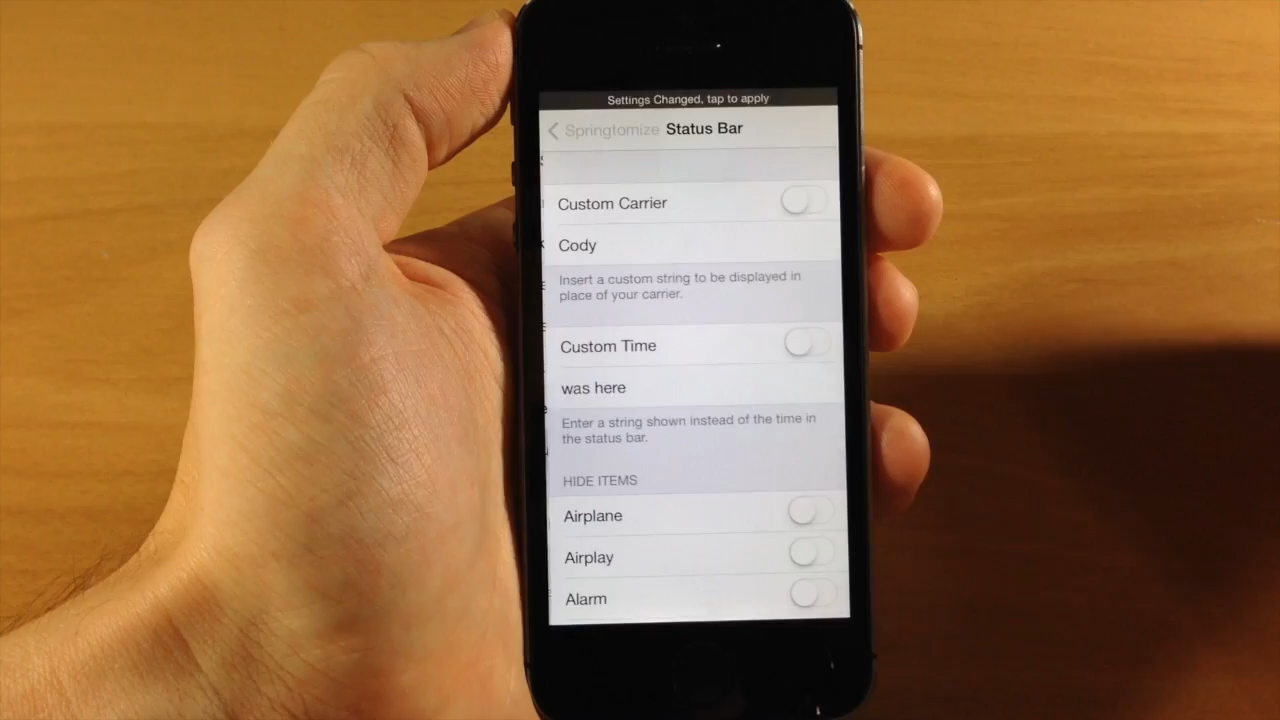 Settings Changed, tap to apply
Springtomize Status Bar
Custom Carrier
Cody
Insert a custom string to be displayed in
place of your carrier.
Custom Time
was here
Enter a string shown instead of the time in
the status bar.
HIDE ITEMS
Airplane
Airplay
Alarm